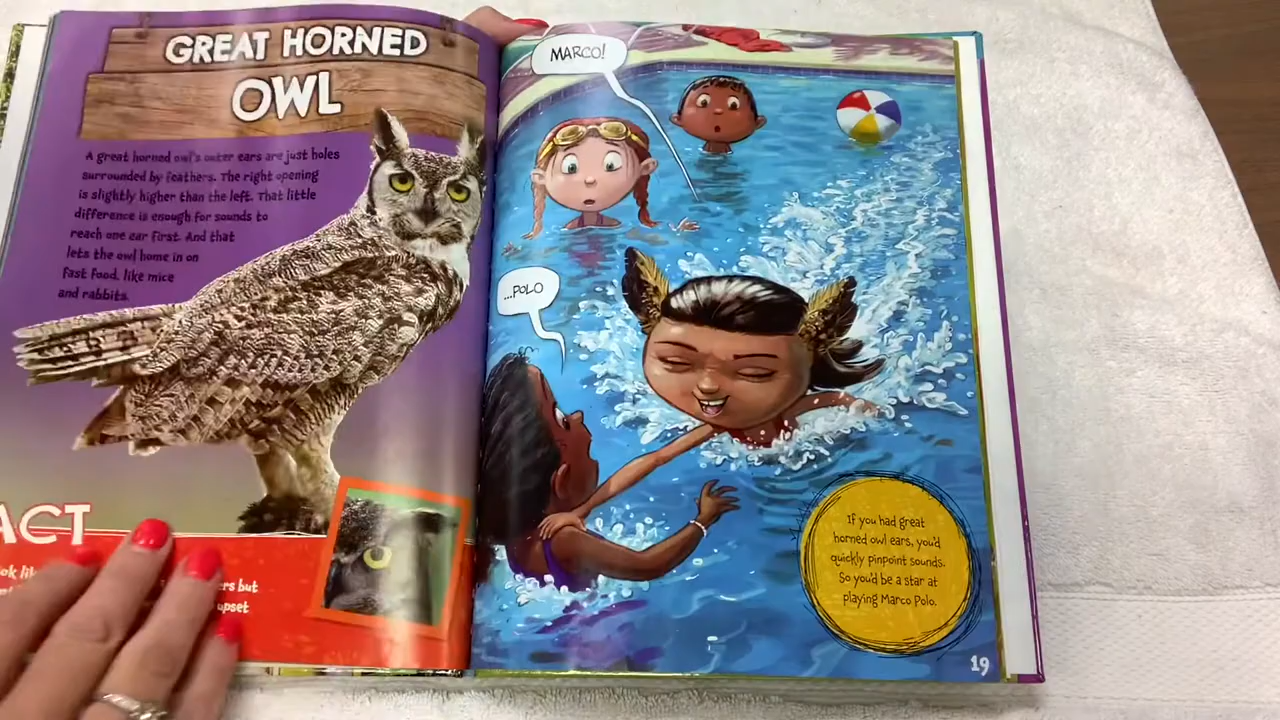 GREAT HORNED
OWL
A great horned owl's outer ears are just holes
surrounded by feathers. The right opening
is slightly higher than the left. That little
difference is enough for sounds to
reach one ear first. And that
lets the owl home in on
fast food, like mice
and rabbits.
ACT
upset
MARCO!
...POLO
If you had great
horned owl ears, you'd
quickly pinpoint sounds.
So you'd be a star at
playing Marco Polo.
19